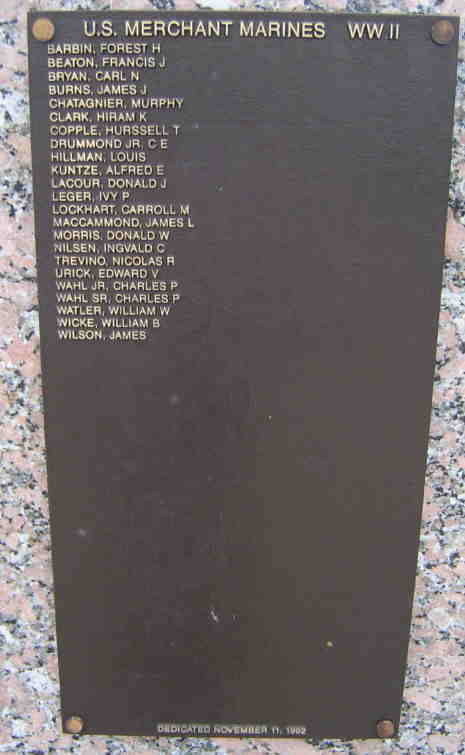 U.S. MERCHANT MARINES WW II
BARBIN, FOREST H
BEATON, FRANCIS J
BRYAN, CARL N
BURNS, JAMES J
CHATAGNIER, MURPHY
CLARK, HIRAM K
COPPLE, HURSSELL T
DRUMMOND JR, C E
HILLMAN, LOUIS
KUNTZE, ALFRED E
LACOUR, DONALD J
LEGER, IVY P
LOCKHART, CARROLL M
MACCAMMOND, JAMES L
MORRIS, DONALD W
NILSEN, INGVALD C
TREVINO, NICOLAS R
URICK, EDWARD V
WAHL JR, CHARLES P
WAHL SR, CHARLES P
WATLER, WILLIAM W
WICKE, WILLIAM B
WILSON, JAMES
DEDICATED NOVEMBER 11, 1992